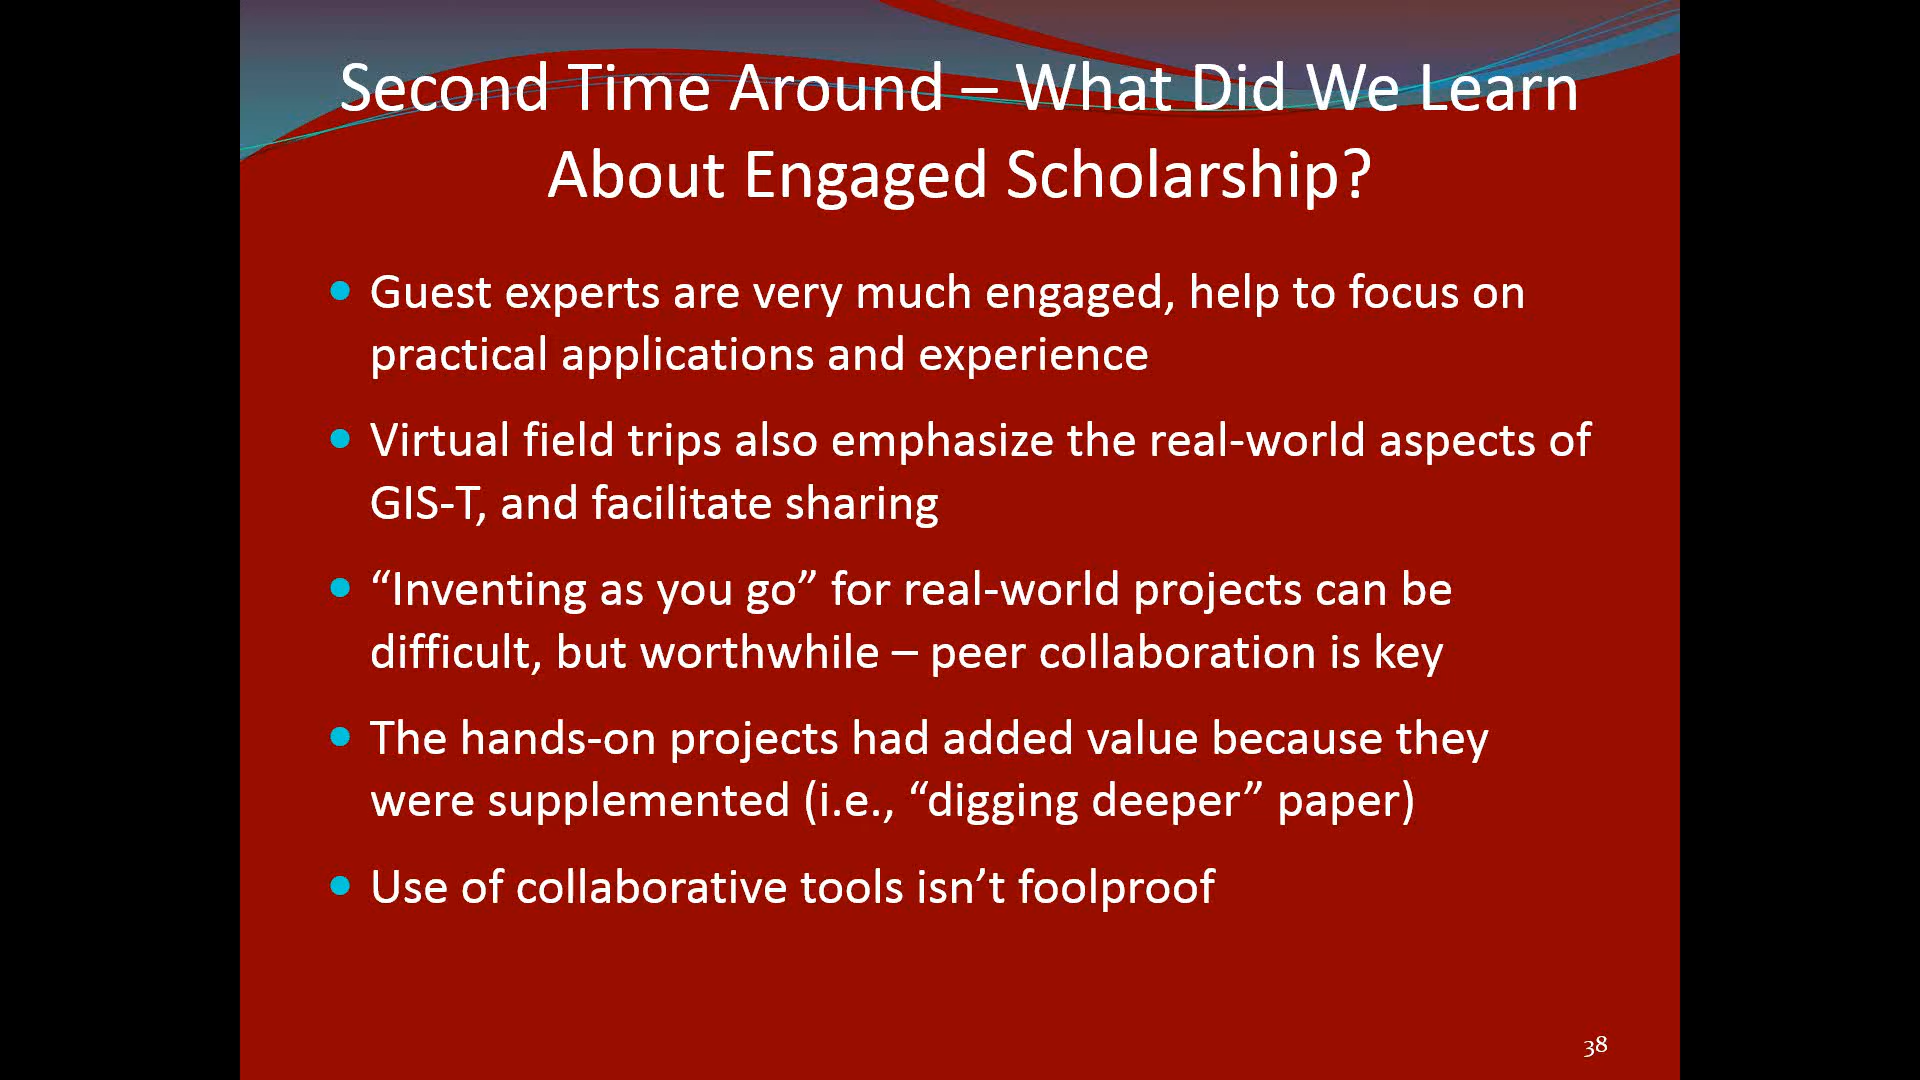 Second Time Around – What Did We Learn
About Engaged Scholarship?
• Guest experts are very much engaged, help to focus on
practical applications and experience
• Virtual field trips also emphasize the real-world aspects of
GIS-T, and facilitate sharing
• “Inventing as you go” for real-world projects can be
difficult, but worthwhile – peer collaboration is key
• The hands-on projects had added value because they
were supplemented (i.e., “digging deeper” paper)
• Use of collaborative tools isn’t foolproof
38